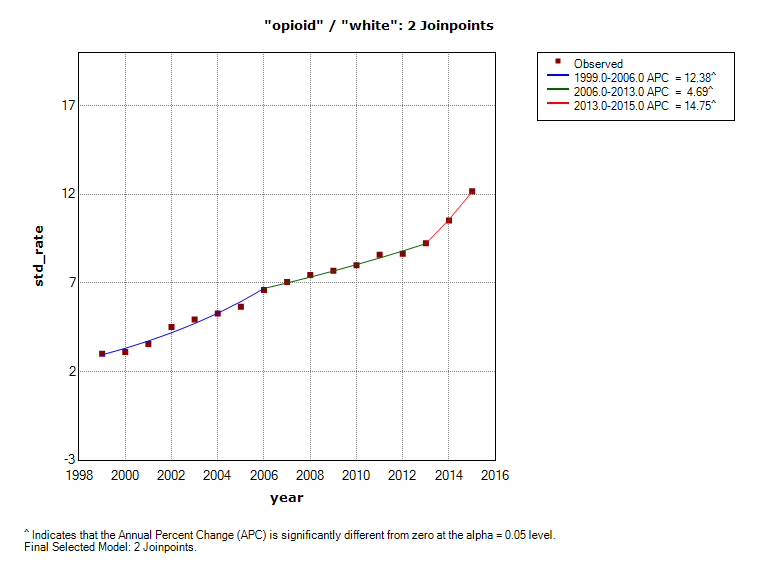 "opioid" / "white": 2 Joinpoints
Observed
1999.0-2006.0 APC = 12.38^
2006.0-2013.0 APC = 4.69^
2013.0-2015.0 APC = 14.75^
17
12
7
2
-3
std_rate
1998 2000 2002 2004 2006 2008 2010 2012 2014 2016
year
^ Indicates that the Annual Percent Change (APC) is significantly different from zero at the alpha = 0.05 level.
Final Selected Model: 2 Joinpoints.